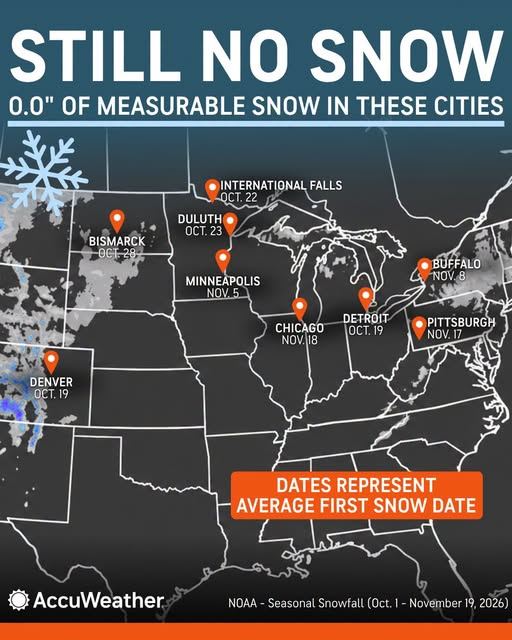 STILL NO SNOW
0.0" OF MEASURABLE SNOW IN THESE CITIES
INTERNATIONAL FALLS
OCT. 22
DULUTH
OCT. 23
BISMARCK
OCT. 28
MINNEAPOLIS
NOV. 5
BUFFALO
NOV. 8
CHICAGO
NOV. 18
DETROIT
OCT. 19
PITTSBURGH
NOV. 17
DENVER
OCT. 19
DATES REPRESENT
AVERAGE FIRST SNOW DATE
AccuWeather
NOAA - Seasonal Snowfall (Oct. 1 - November 19, 2026)